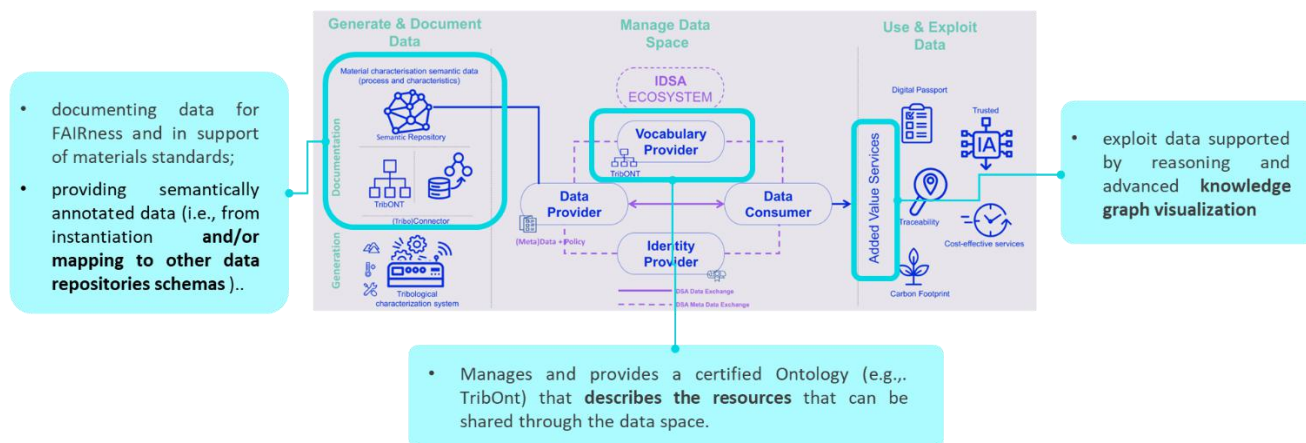 Generate & Document
Data
Manage Data
Space
Use & Exploit
Data
• documenting data for
FAIRness and in support
of materials standards;
• providing semantically
annotated data (i.e., from
instantiation and/or
mapping to other data
repositories schemas )..
Material characterisation semantic data
(process and characteristics)
Semantic Repository
Documentation
TribONT
(Tribo)Connector
Generation
Tribological
characterization system
IDSA
ECOSYSTEM
Vocabulary
Provider
TribONT
Data
Provider
Data
Consumer
(Meta)Data + Policy
Identity
Provider
IDSA Data Exchange
IDSA Meta Data Exchange
Added Value Services
Digital Passport
Trusted
IA
Traceability
Cost-effective services
Carbon Footprint
• exploit data supported
by reasoning and
advanced knowledge
graph visualization
• Manages and provides a certified Ontology (e.g.,.
TribOnt) that describes the resources that can be
shared through the data space.